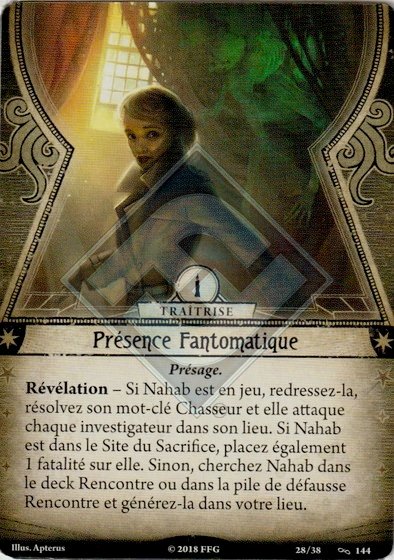 TRAÎTRISE
Présence Fantomatique
Présage.
Révélation – Si Nahab est en jeu, redressez-la,
résolvez son mot-clé Chasseur et elle attaque
chaque investigateur dans son lieu. Si Nahab
est dans le Site du Sacrifice, placez également
1 fatalité sur elle. Sinon, cherchez Nahab dans
le deck Rencontre ou dans la pile de défausse
Rencontre et générez-la dans votre lieu.
Illus. Apterus © 2018 FFG 28/38 144